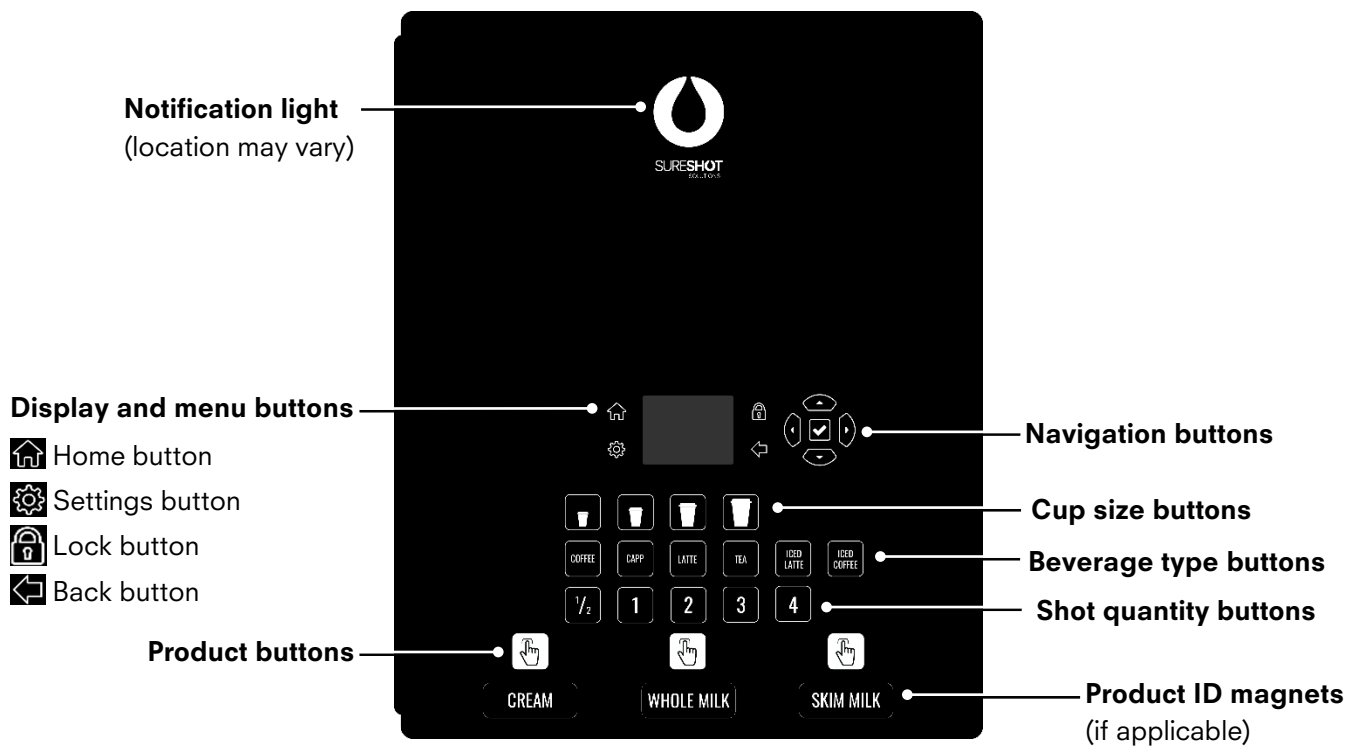 Notification light
(location may vary)
SURESHOT
SOLUTIONS
Display and menu buttons
Home button
Settings button
Lock button
Back button
Navigation buttons
Cup size buttons
COFFEE
CAPP
LATTE
TEA
ICED
LATTE
ICED
COFFEE
Beverage type buttons
1/2
1
2
3
4
Shot quantity buttons
Product buttons
CREAM
WHOLE MILK
SKIM MILK
Product ID magnets
(if applicable)